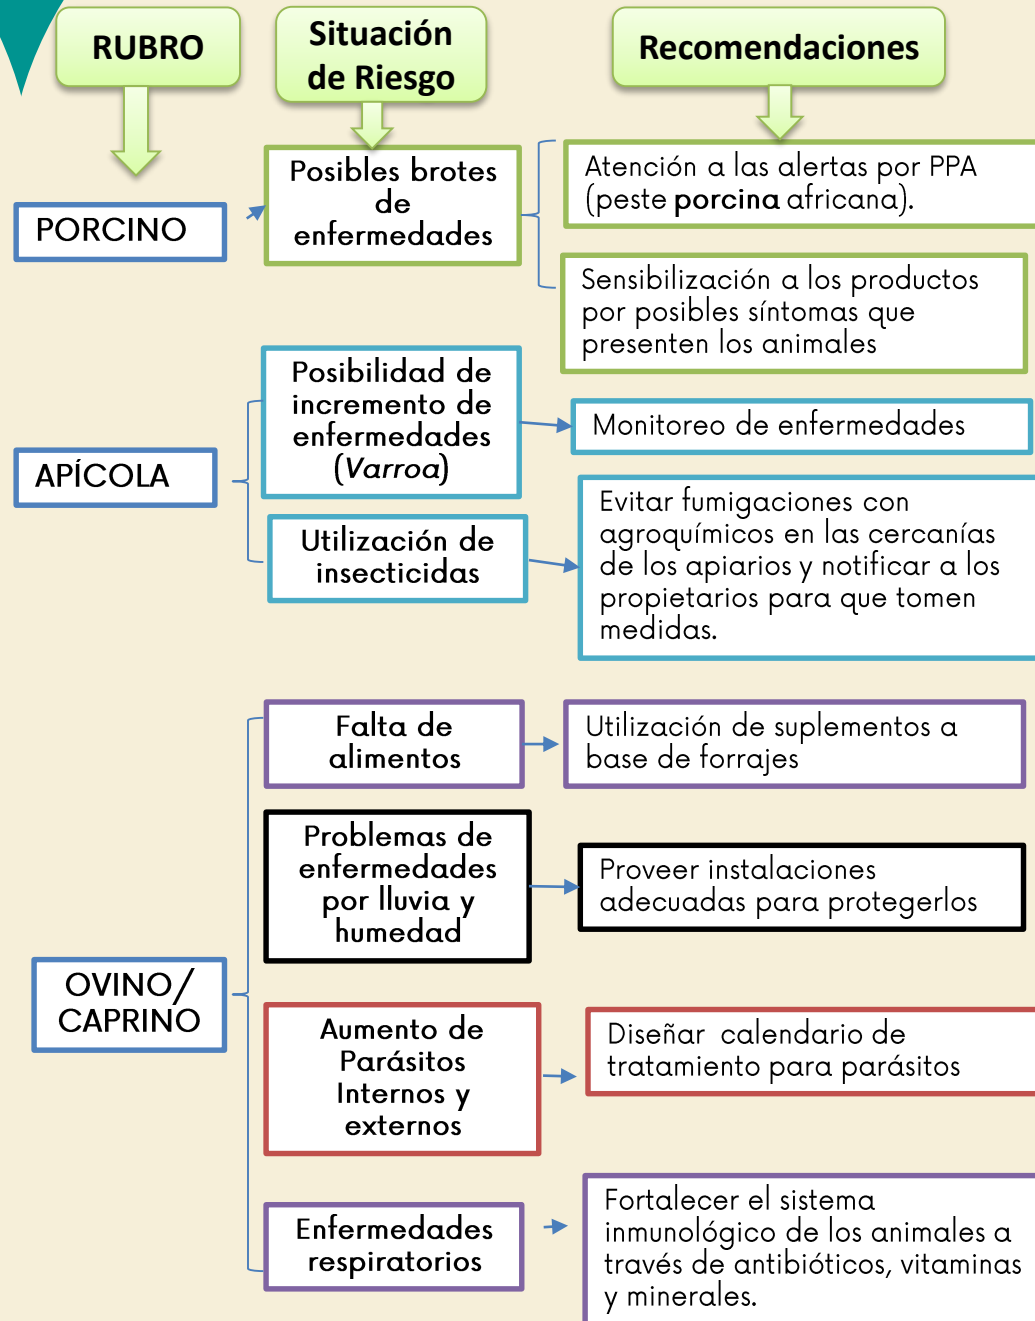 RUBRO
Situación
de Riesgo
Recomendaciones
PORCINO
Posibles brotes
de
enfermedades
Atención a las alertas por PPA
(peste porcina africana).
Sensibilización a los productos
por posibles síntomas que
presenten los animales
APÍCOLA
Posibilidad de
incremento de
enfermedades
(Varroa)
Monitoreo de enfermedades
Utilización de
insecticidas
Evitar fumigaciones con
agroquímicos en las cercanías
de los apiarios y notificar a los
propietarios para que tomen
medidas.
OVINO/
CAPRINO
Falta de
alimentos
Utilización de suplementos a
base de forrajes
Problemas de
enfermedades
por lluvia y
humedad
Proveer instalaciones
adecuadas para protegerlos
Aumento de
Parásitos
Internos y
externos
Diseñar calendario de
tratamiento para parásitos
Enfermedades
respiratorios
Fortalecer el sistema
inmunológico de los animales a
través de antibióticos, vitaminas
y minerales.